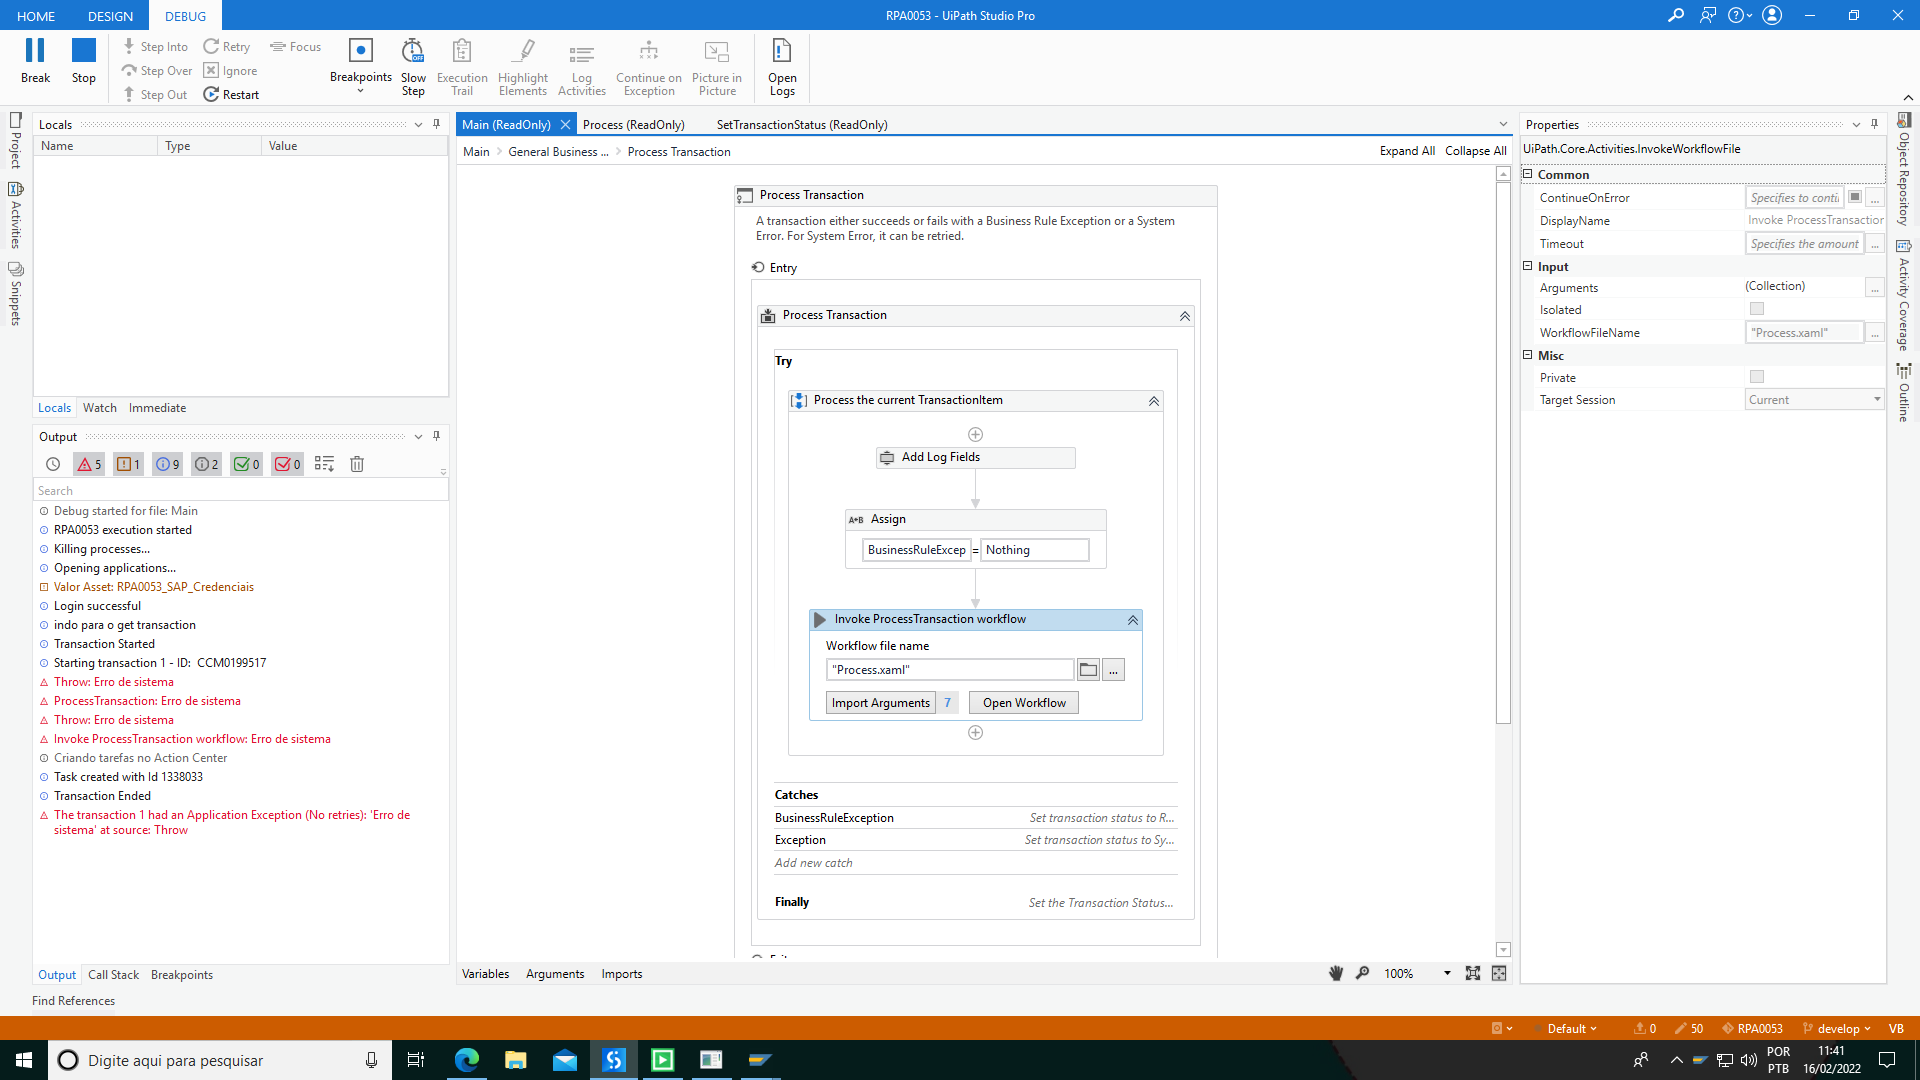 HOME DESIGN DEBUG RPA0053 - UiPath Studio Pro
Break
Stop
Step Into
Step Over
Step Out
Retry
Ignore
Restart
Focus
Breakpoints
Slow
Step
Execution
Trail
Highlight
Elements
Log
Activities
Continue on
Exception
Picture in
Picture
Open
Logs
Project
Activities
Snippets
Locals
Name Type Value
Locals Watch Immediate
Output
5 1 9 2 0 0
Search
Debug started for file: Main
RPA0053 execution started
Killing processes...
Opening applications...
Valor Asset: RPA0053_SAP_Credenciais
Login successful
indo para o get transaction
Transaction Started
Starting transaction 1 - ID: CCM0199517
Throw: Erro de sistema
ProcessTransaction: Erro de sistema
Throw: Erro de sistema
Invoke ProcessTransaction workflow: Erro de sistema
Criando tarefas no Action Center
Task created with Id 1338033
Transaction Ended
The transaction 1 had an Application Exception (No retries): 'Erro de
sistema' at source: Throw
Output Call Stack Breakpoints
Find References
Main (ReadOnly) Process (ReadOnly) SetTransactionStatus (ReadOnly)
Main General Business ... Process Transaction Expand All Collapse All
Process Transaction
A transaction either succeeds or fails with a Business Rule Exception or a System
Error. For System Error, it can be retried.
Entry
Process Transaction
Try
Process the current TransactionItem
Add Log Fields
A+B Assign
BusinessRuleExcep = Nothing
Invoke ProcessTransaction workflow
Workflow file name
"Process.xaml" ...
Import Arguments 7 Open Workflow
Catches
BusinessRuleException Set transaction status to R...
Exception Set transaction status to Sy...
Add new catch
Finally Set the Transaction Status...
Variables Arguments Imports 100%
Properties
UiPath.Core.Activities.InvokeWorkflowFile
Common
ContinueOnError Specifies to conti ...
DisplayName Invoke ProcessTransaction
Timeout Specifies the amount ...
Input
Arguments (Collection) ...
Isolated
WorkflowFileName "Process.xaml" ...
Misc
Private
Target Session Current
Object Repository
Activity Coverage
Outline
Default 0 50 RPA0053 develop VB
Digite aqui para pesquisar
POR
PTB
11:41
16/02/2022